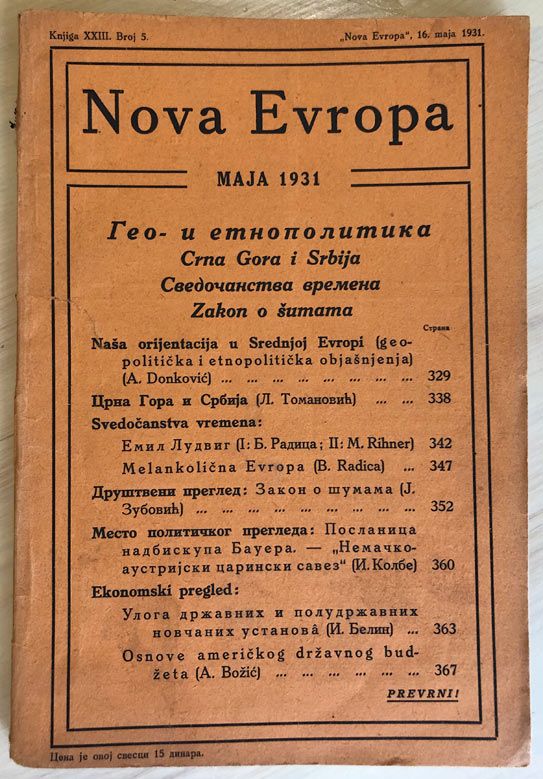 Knjiga XXIII. Broj 5.
„Nova Evropa", 16. maja 1931.
Nova Evropa
MAJA 1931
Гео- и етнополитика
Crna Gora i Srbija
Сведочанства времена
Zakon o šumama
Страна
Naša orijentacija u Srednjoj Evropi (geo-
politička i etnopolitička objašnjenja)
(A. Donković) ... ... ... ... ... ... ... ... 329
Црна Гора и Србија (Л. Томановић) ... ... 338
Svedočanstva vremena:
Емил Лудвиг (I: Б. Радица; II: M. Rihner) 342
Melankolična Evropa (B. Radica) ... 347
Друштвени преглед: Закон о шумама (Ј.
Зубовић) ... ... ... ... ... ... ... ... ... 352
Место политичког прегледа: Посланица
надбискупа Бауера. — „Немачко-
аустријски царински савез" (И. Колбе) 360
Ekonomski pregled:
Улога државних и полудржавних
новчаних установâ (И. Белин) ... 363
Osnove američkog državnog bud-
žeta (A. Božić) ... ... ... ... ... ... 367
PREVRNI!
Цена је овој свесци 15 динара.